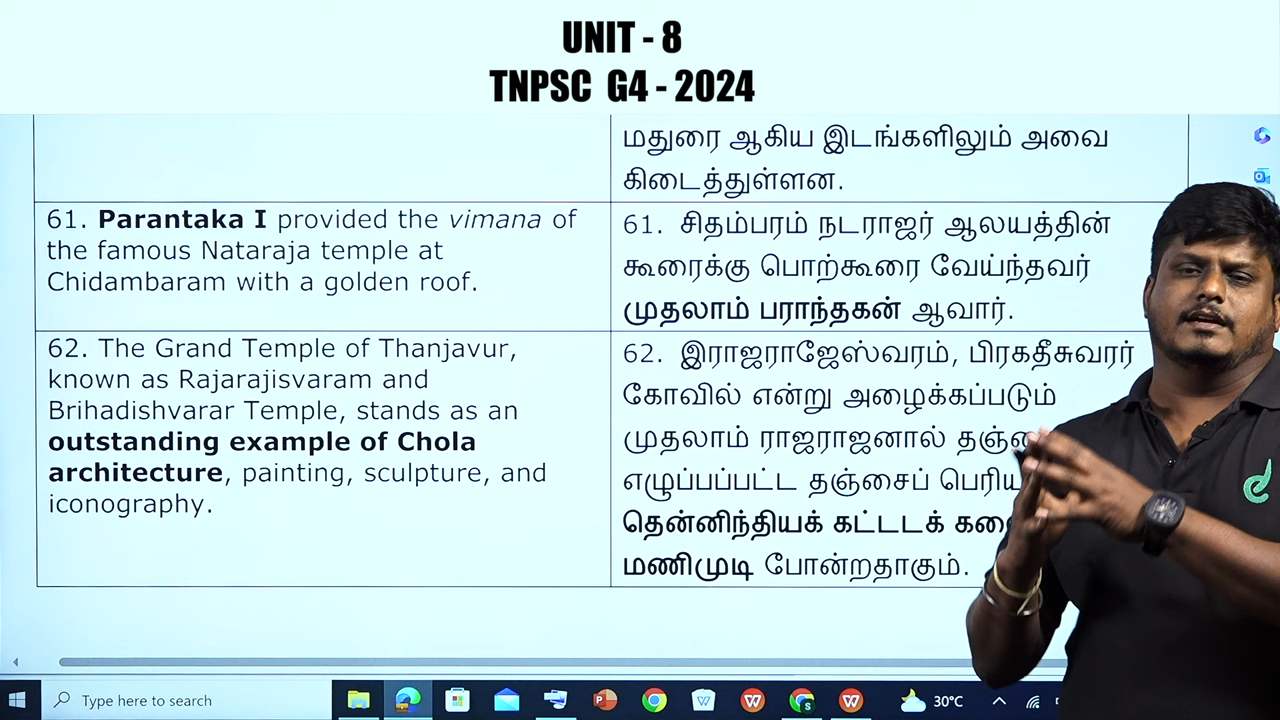 UNIT - 8
TNPSC G4 - 2024
மதுரை ஆகிய இடங்களிலும் அவை
கிடைத்துள்ளன.
61. Parantaka I provided the vimana of
the famous Nataraja temple at
Chidambaram with a golden roof.
61. சிதம்பரம் நடராஜர் ஆலயத்தின்
கூரைக்கு பொற்கூரை வேய்ந்தவர்
முதலாம் பராந்தகன் ஆவார்.
62. The Grand Temple of Thanjavur,
known as Rajarajisvaram and
Brihadishvarar Temple, stands as an
outstanding example of Chola
architecture, painting, sculpture, and
iconography.
62. இராஜராஜேஸ்வரம், பிரகதீசுவரர்
கோவில் என்று அழைக்கப்படும்
முதலாம் ராஜராஜனால்
எழுப்பப்பட்ட தஞ்சைப்
தென்னிந்தியக் கட்டடக்
மணிமுடி போன்றதாகும்.
Type here to search
30°C